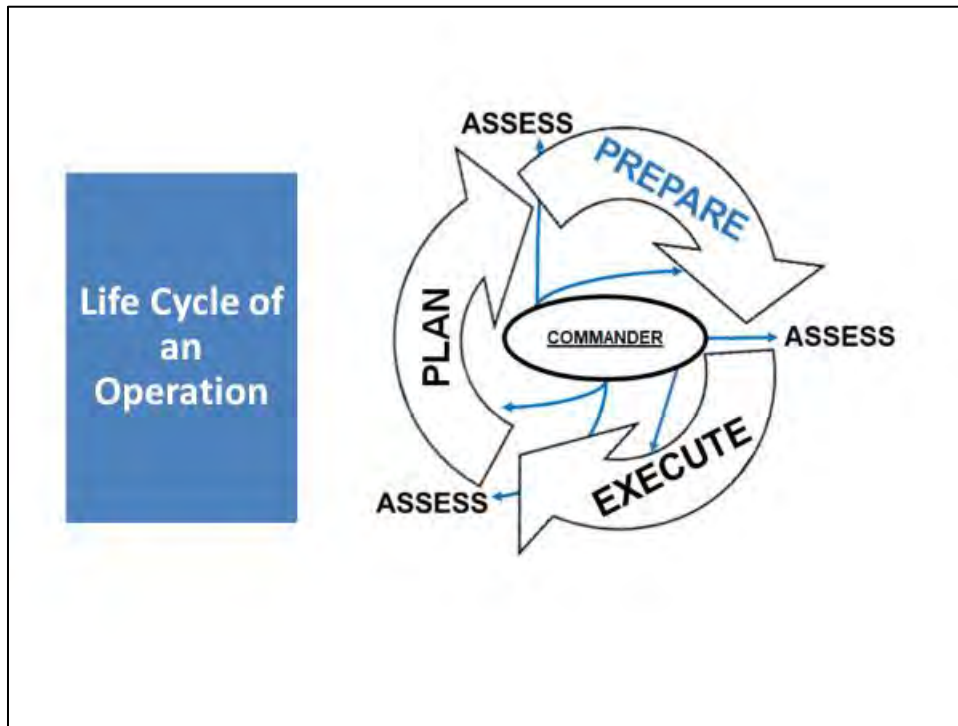 Life Cycle of
an
Operation
ASSESS
PREPARE
PLAN
COMMANDER
ASSESS
EXECUTE
ASSESS